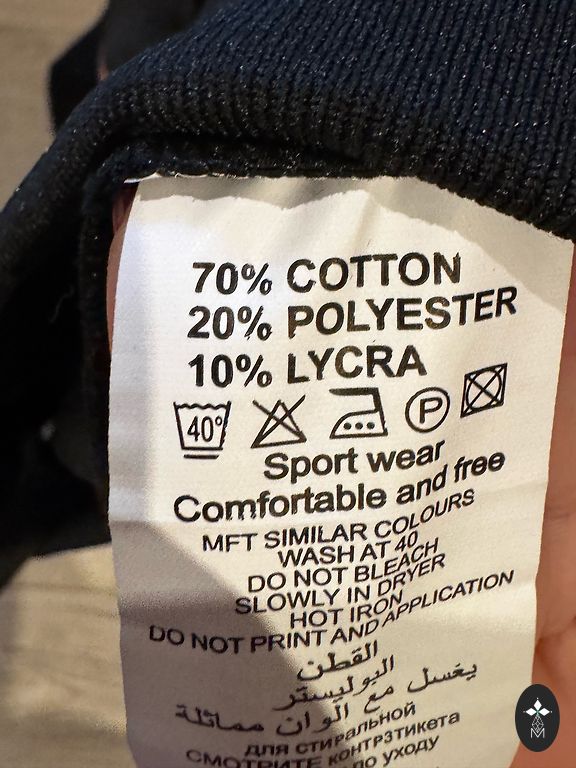 70% COTTON
20% POLYESTER
10% LYCRA
40° P
Sport wear
Comfortable and free
MFT SIMILAR COLOURS
WASH AT 40
DO NOT BLEACH
SLOWLY IN DRYER
HOT IRON
DO NOT PRINT AND APPLICATION
القطن
البوليستر
يغسل مع الوان مماثلة
для стиральной
смотрите контрэтикета
по уходу
M